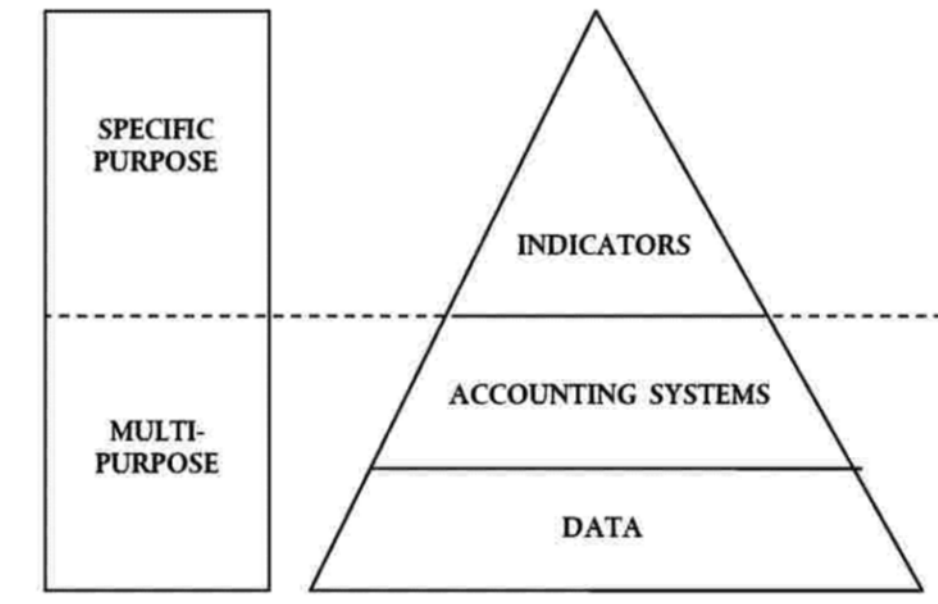 SPECIFIC
PURPOSE
INDICATORS
ACCOUNTING SYSTEMS
MULTI-
PURPOSE
DATA